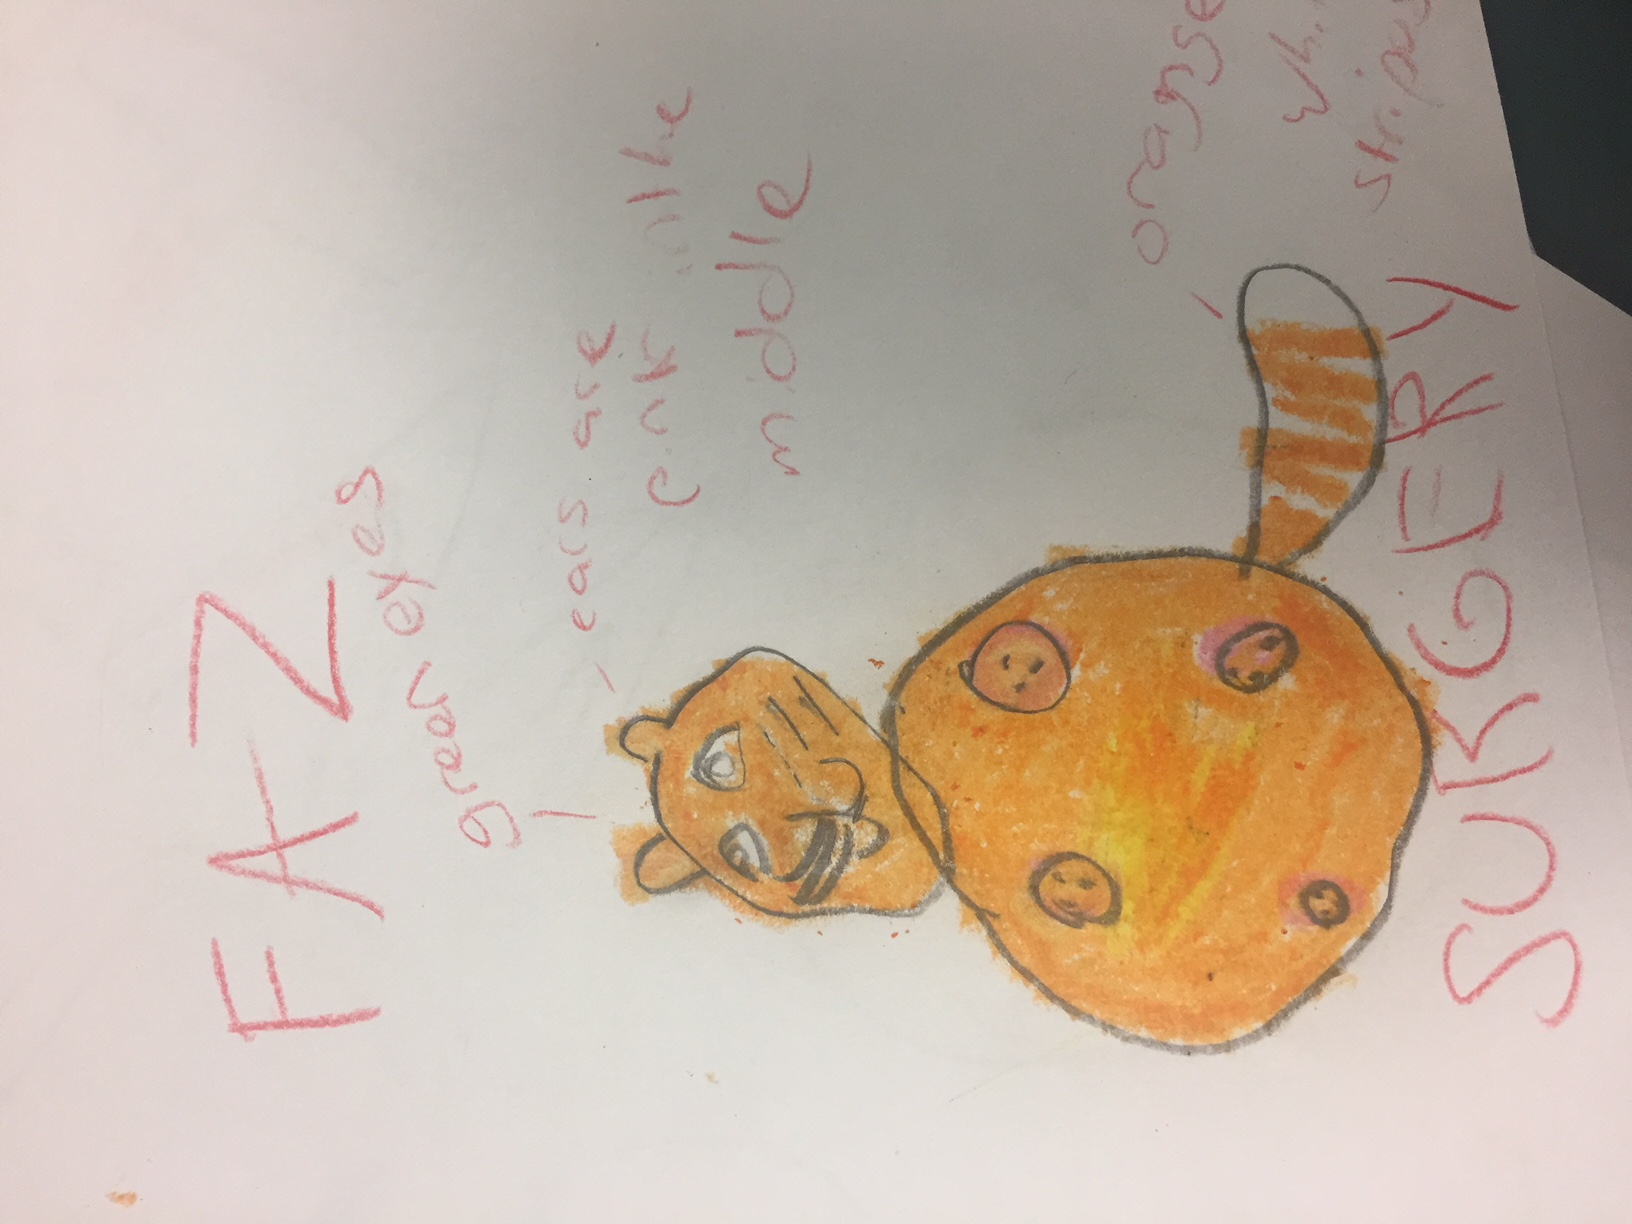 FAZ
green eyes
ears are
pink in the
middle
orange
stripes
SURGERY